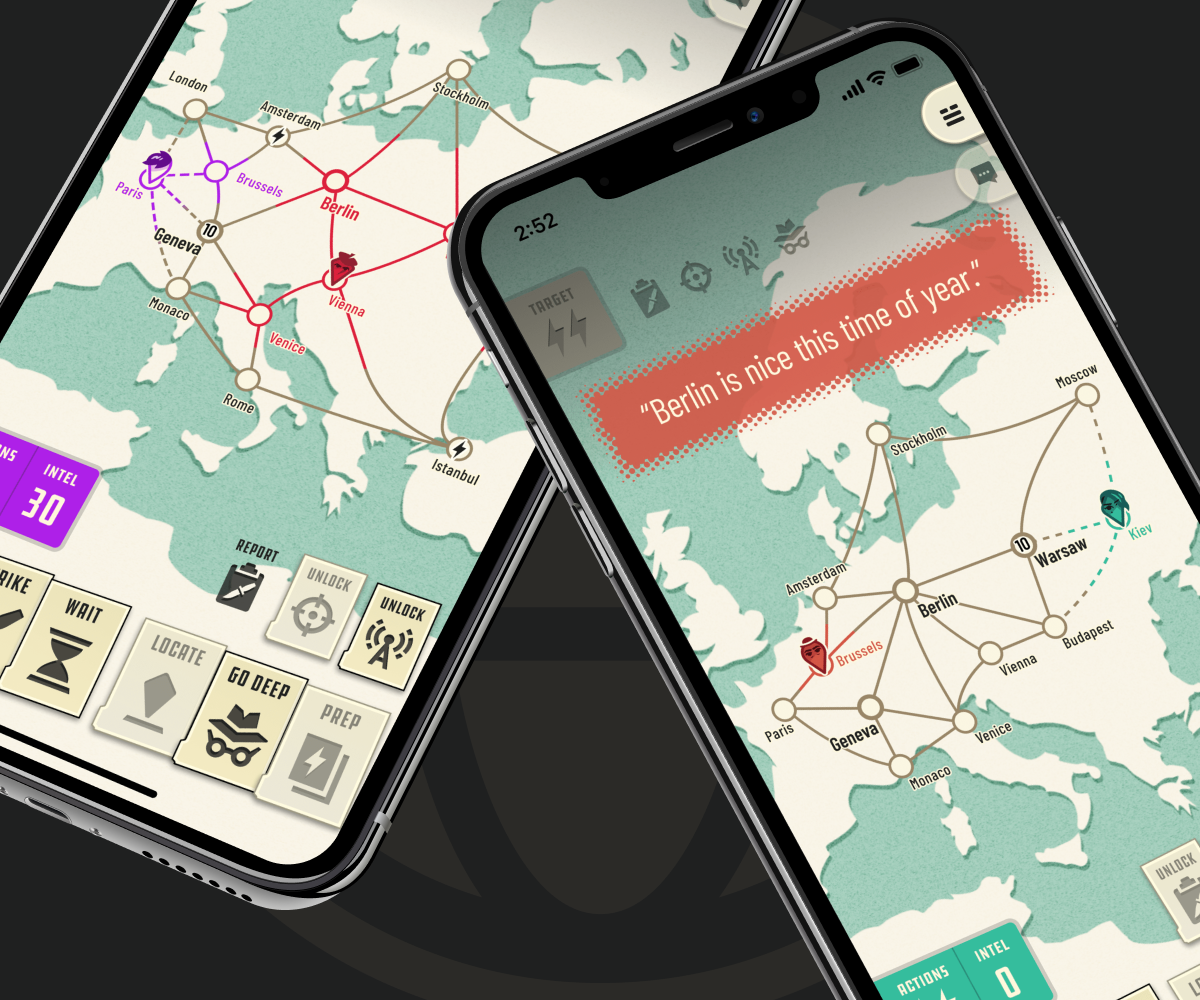 London
Amsterdam
Stockholm
Paris
Brussels
Berlin
10
Geneva
Vienna
Monaco
Venice
Rome
Istanbul
INTEL
30
REPORT
UNLOCK
UNLOCK
WAIT
LOCATE
GO DEEP
PREP
2:52
TARGET
“Berlin is nice this time of year.”
Moscow
Stockholm
Kiev
10
Warsaw
Amsterdam
Berlin
Budapest
Brussels
Vienna
Paris
Geneva
Venice
Monaco
UNLOCK
ACTIONS
INTEL
0